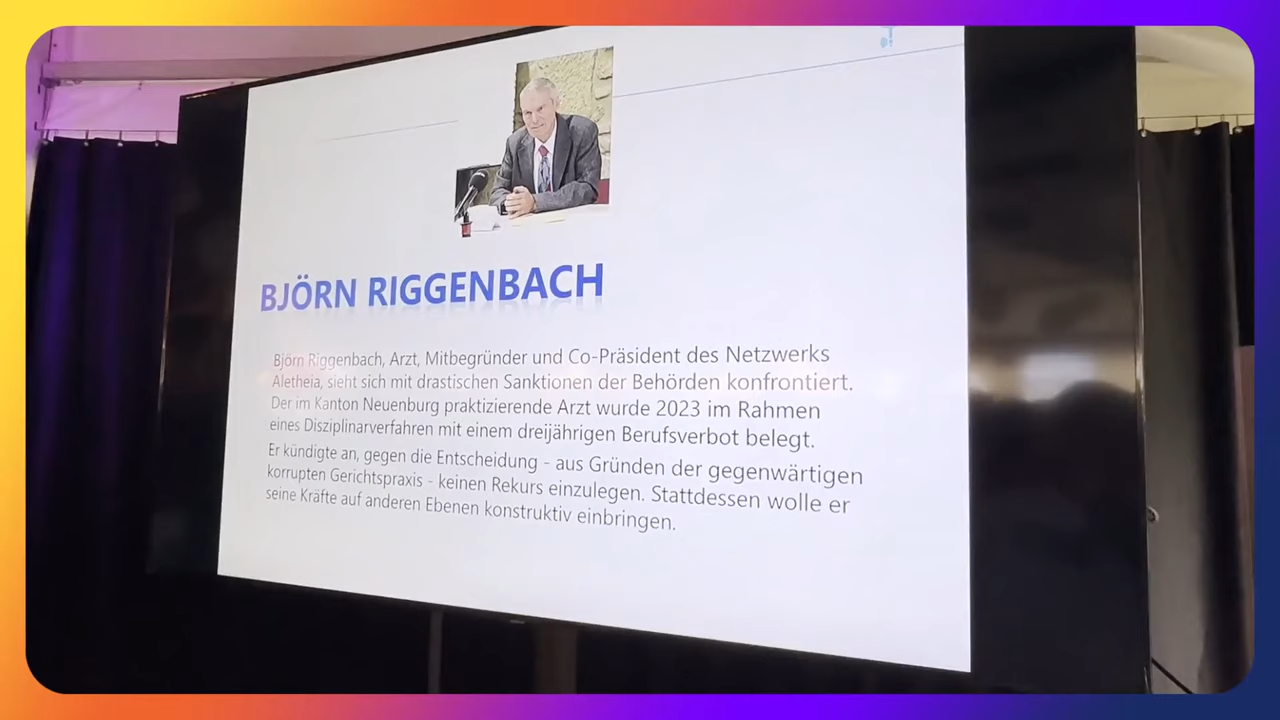 BJÖRN RIGGENBACH
Björn Riggenbach, Arzt, Mitbegründer und Co-Präsident des Netzwerks
Aletheia, sieht sich mit drastischen Sanktionen der Behörden konfrontiert.
Der im Kanton Neuenburg praktizierende Arzt wurde 2023 im Rahmen
eines Disziplinarverfahren mit einem dreijährigen Berufsverbot belegt.
Er kündigte an, gegen die Entscheidung - aus Gründen der gegenwärtigen
korrupten Gerichtspraxis - keinen Rekurs einzulegen. Stattdessen wolle er
seine Kräfte auf anderen Ebenen konstruktiv einbringen.